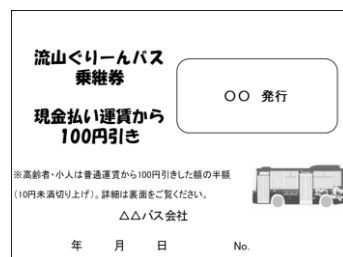 流山ぐりーんバス
乗継券
〇〇 発行
現金払い運賃から
100円引き
※高齢者・小人は普通運賃から100円引きした額の半額
(10円未満切り上げ)。詳細は裏面をご覧ください。
△△バス会社
年 月 日 No.